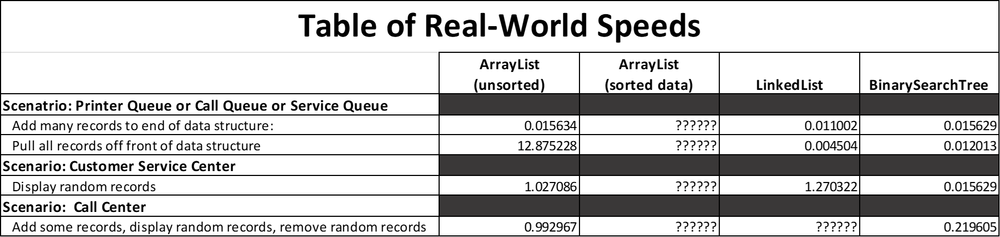 Table of Real-World Speeds
ArrayList (unsorted) ArrayList (sorted data) LinkedList BinarySearchTree
Scenatrio: Printer Queue or Call Queue or Service Queue
Add many records to end of data structure: 0.015634 ?????? 0.011002 0.015629
Pull all records off front of data structure 12.875228 ?????? 0.004504 0.012013
Scenario: Customer Service Center
Display random records 1.027086 ?????? 1.270322 0.015629
Scenario: Call Center
Add some records, display random records, remove random records 0.992967 ?????? ?????? 0.219605